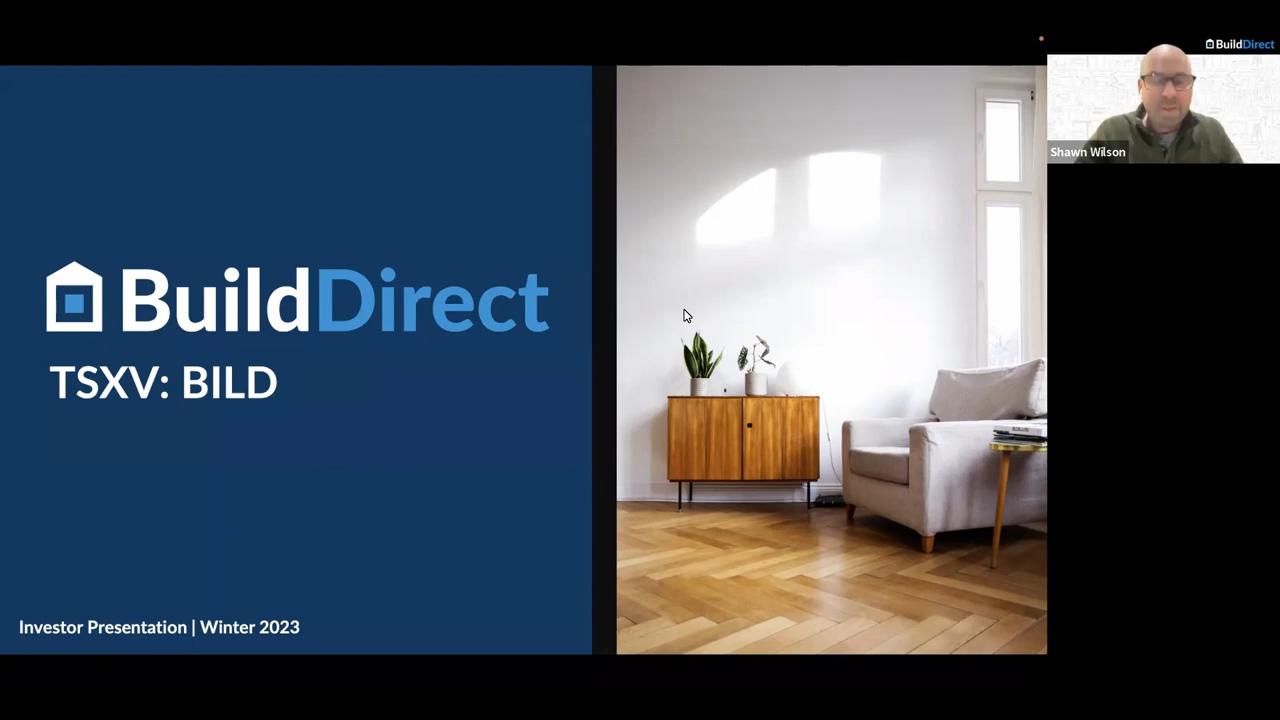 BuildDirect
TSXV: BILD
Investor Presentation | Winter 2023
BuildDirect
Shawn Wilson